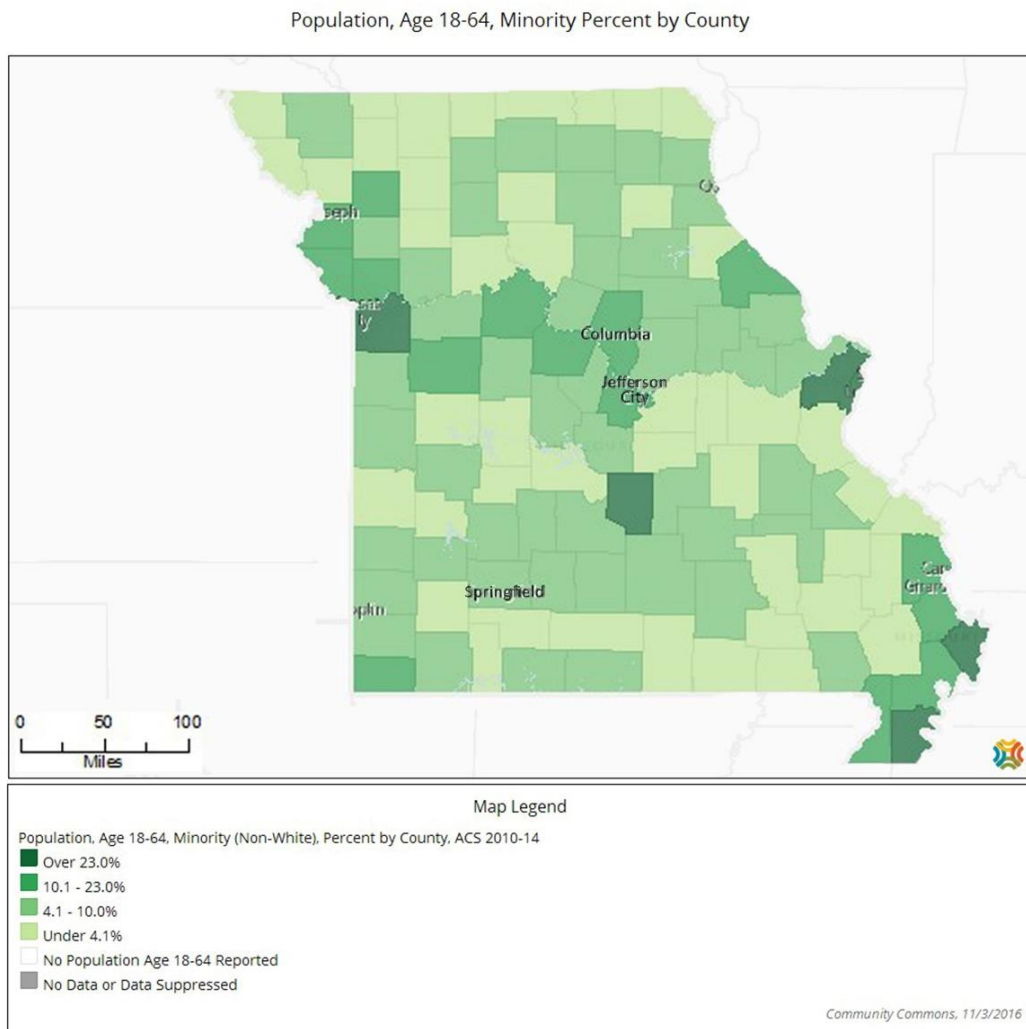 Population, Age 18-64, Minority Percent by County
seph
Columbia
Jefferson
City
Springfield
0 50 100
Miles
Map Legend
Population, Age 18-64, Minority (Non-White), Percent by County, ACS 2010-14
Over 23.0%
10.1 - 23.0%
4.1 - 10.0%
Under 4.1%
No Population Age 18-64 Reported
No Data or Data Suppressed
Community Commons, 11/3/2016